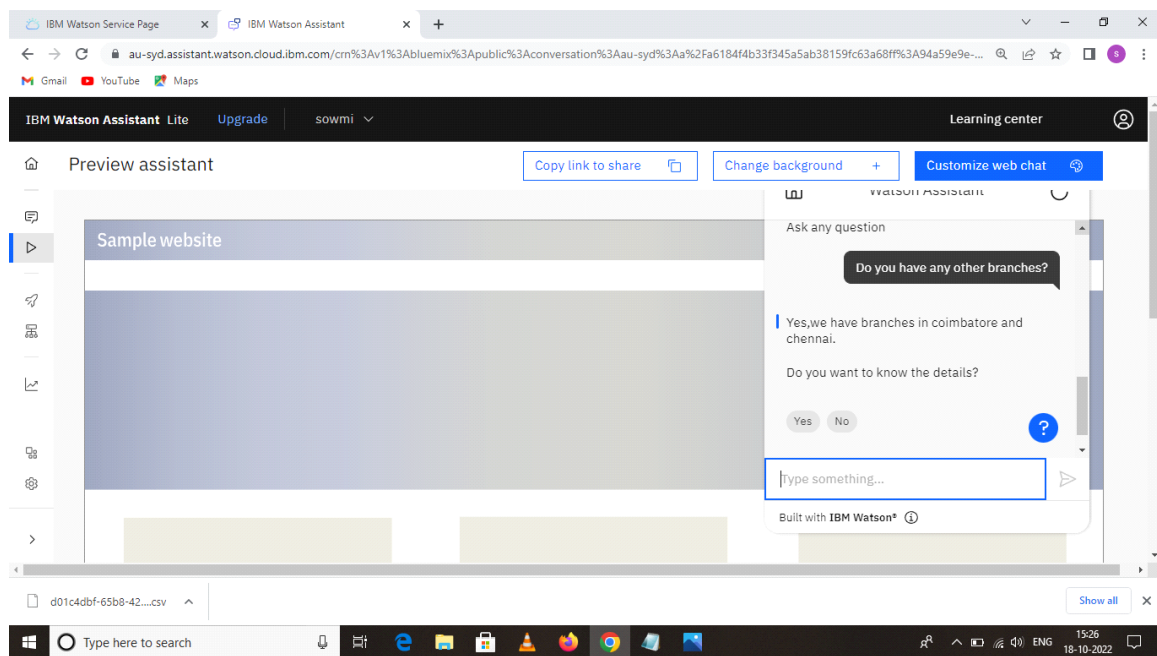 IBM Watson Service Page
IBM Watson Assistant
au-syd.assistant.watson.cloud.ibm.com/crn%3Av1%3Abluemix%3Apublic%3Aconversation%3Aau-syd%3Aa%2Fa6184f4b33f345a5ab38159fc63a68ff%3A94a59e9e-...
s
Gmail YouTube Maps
IBM Watson Assistant Lite Upgrade sowmi Learning center
Preview assistant Copy link to share Change background + Customize web chat
Watson Assistant
Ask any question
Sample website
Do you have any other branches?
Yes,we have branches in coimbatore and
chennai.
Do you want to know the details?
Yes No
?
Type something...
Built with IBM Watson®
d01c4dbf-65b8-42....csv Show all
Type here to search ENG 15:26
18-10-2022